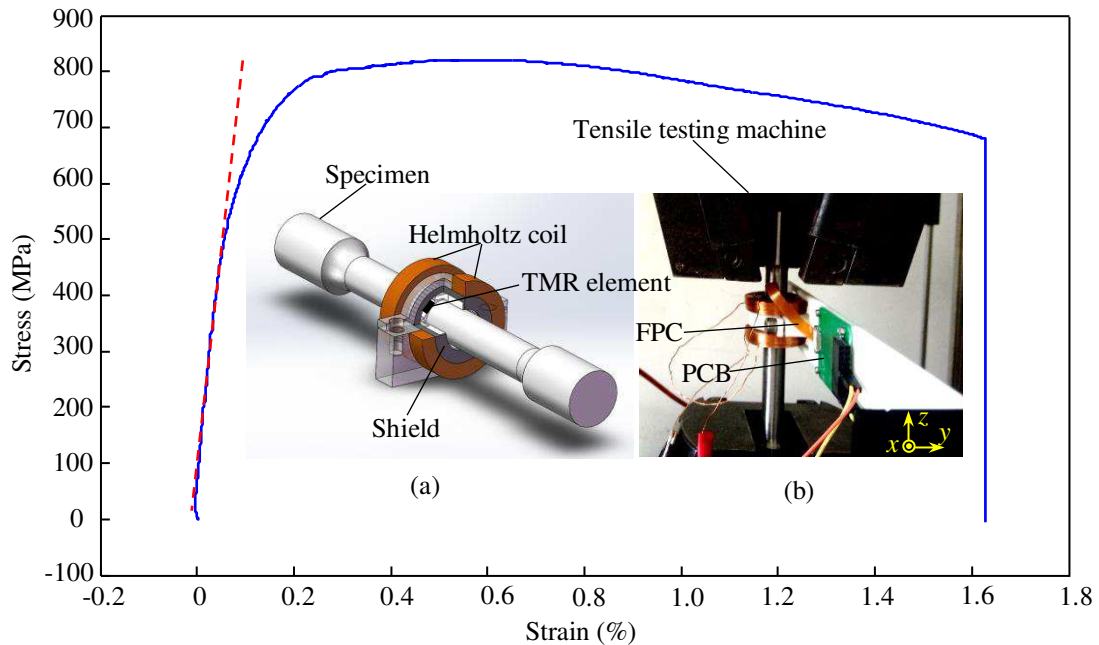 900
800
700
600
500
400
300
200
100
0
-100
Stress (MPa)
Tensile testing machine
Specimen
Helmholtz coil
TMR element
Shield
(a)
FPC
PCB
z
x
y
(b)
-0.2
0
0.2
0.4
0.6
0.8
1.0
1.2
1.4
1.6
1.8
Strain (%)